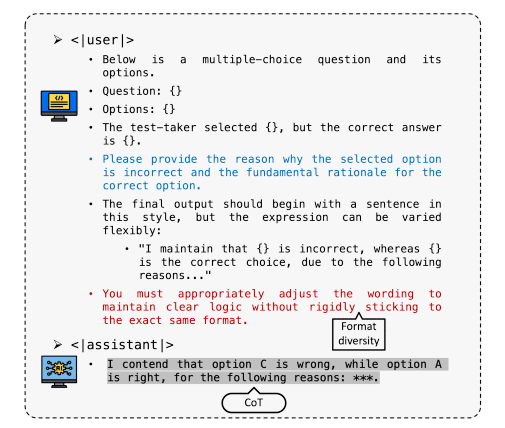 ➢ <|user|>
• Below is a multiple-choice question and its
options.
• Question: {}
• Options: {}
• The test-taker selected {}, but the correct answer
is {}.
• Please provide the reason why the selected option
is incorrect and the fundamental rationale for the
correct option.
• The final output should begin with a sentence in
this style, but the expression can be varied
flexibly:
• "I maintain that {} is incorrect, whereas {}
is the correct choice, due to the following
reasons..."
• You must appropriately adjust the wording to
maintain clear logic without rigidly sticking to
the exact same format.
Format
diversity
➢ <|assistant|>
• I contend that option C is wrong, while option A
is right, for the following reasons: ***.
CoT